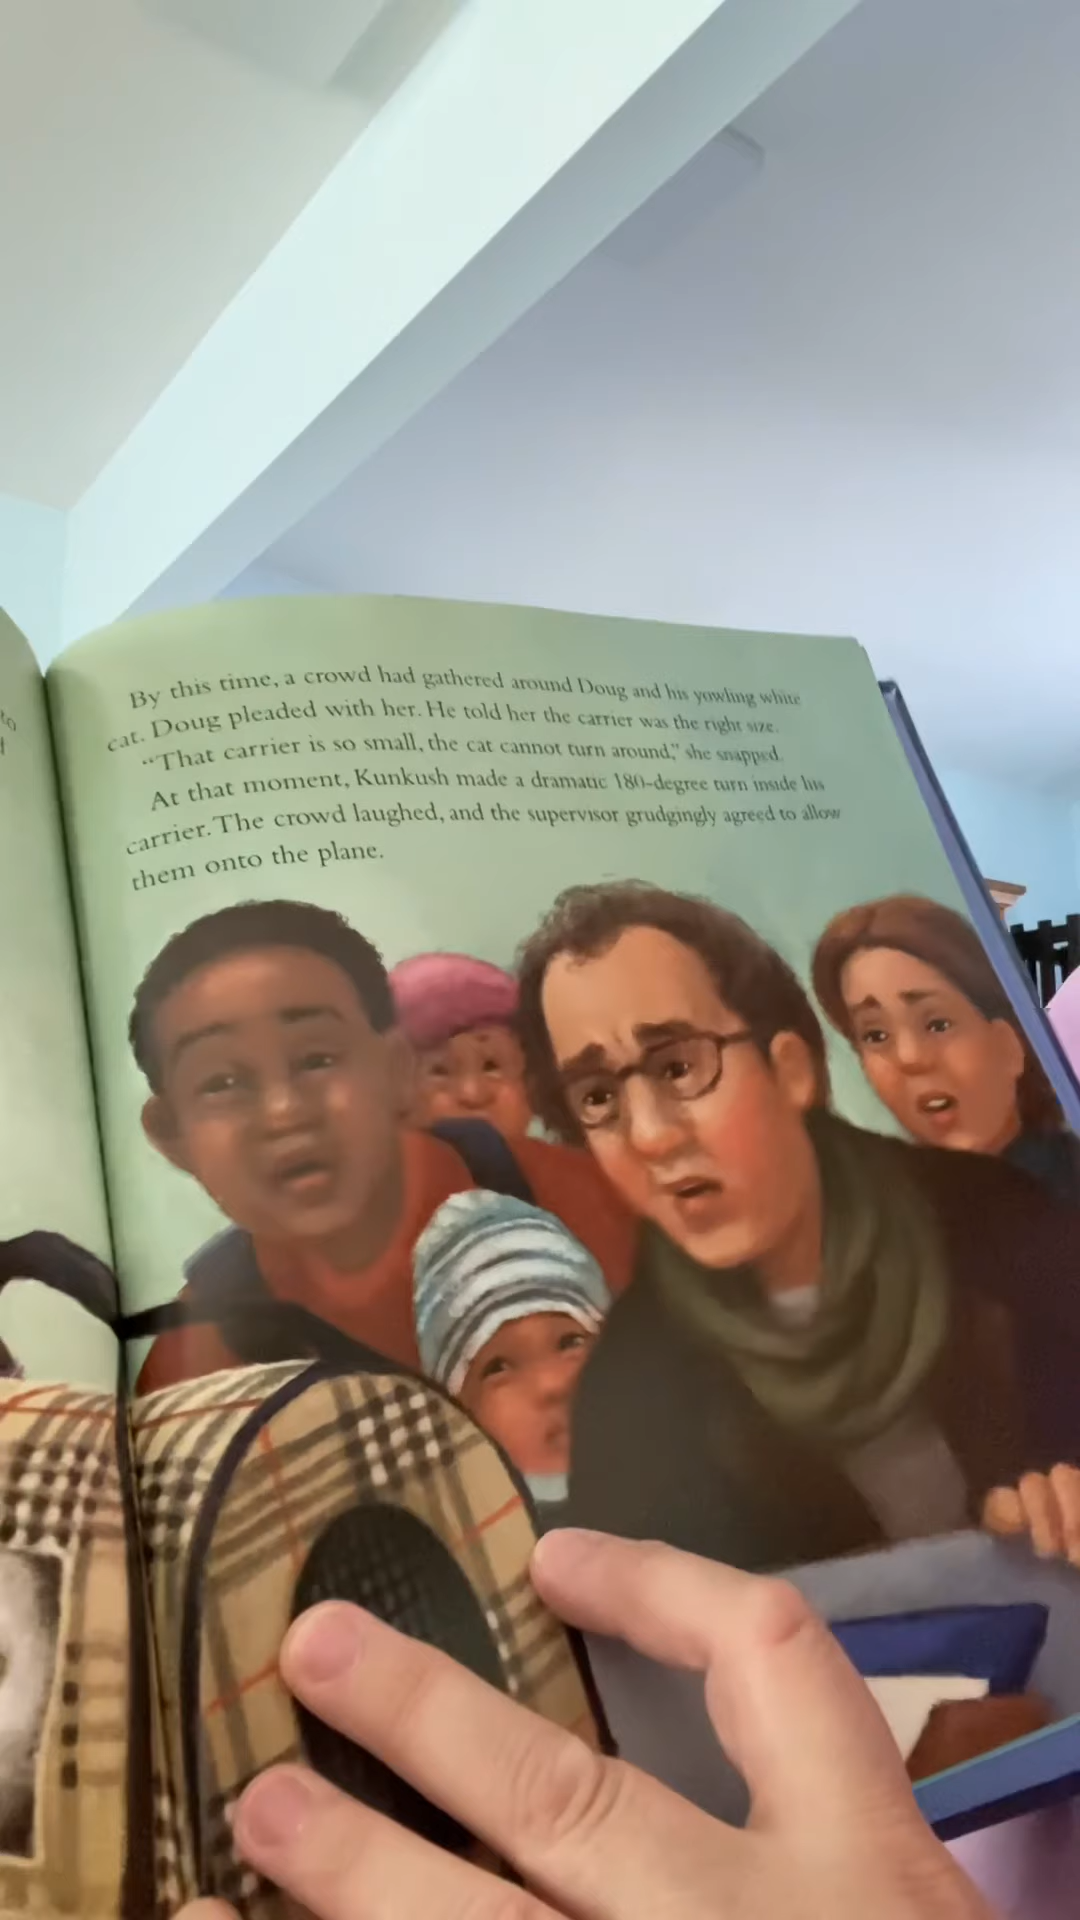 to
By this time, a crowd had gathered around Doug and his yowling white
cat. Doug pleaded with her. He told her the carrier was the right size.
“That carrier is so small, the cat cannot turn around,” she snapped.
At that moment, Kunkush made a dramatic 180-degree turn inside his
carrier. The crowd laughed, and the supervisor grudgingly agreed to allow
them onto the plane.